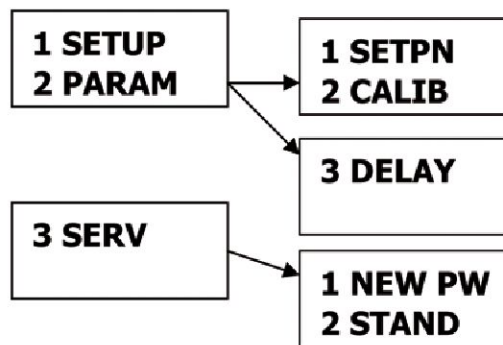 1 SETUP
2 PARAM
1 SETPN
2 CALIB
3 DELAY
3 SERV
1 NEW PW
2 STAND